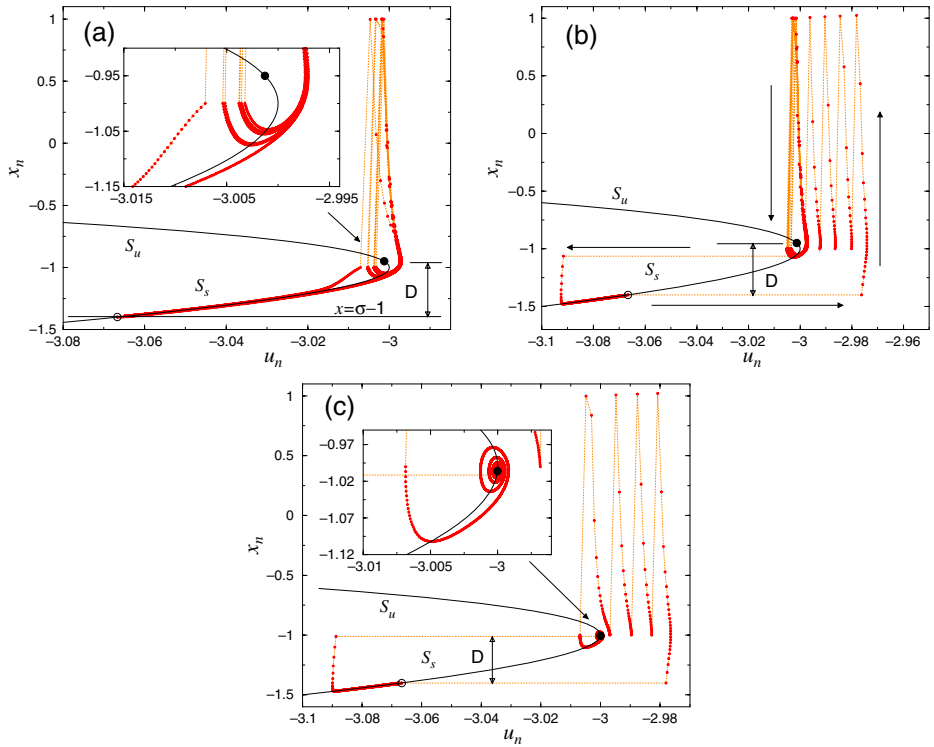 (a)
1
0.5
0
−0.5
−1
−1.5
x_n
−0.95
−1.05
−1.15
−3.015
−3.005
−2.995
S_u
S_s
D
x=σ−1
−3.08
−3.06
−3.04
−3.02
−3
u_n
(b)
1
0.5
0
−0.5
−1
−1.5
x_n
S_u
S_s
D
−3.1
−3.08
−3.06
−3.04
−3.02
−3
−2.98
−2.96
u_n
(c)
1
0.5
0
−0.5
−1
−1.5
x_n
−0.97
−1.02
−1.07
−1.12
−3.01
−3.005
−3
S_u
S_s
D
−3.1
−3.08
−3.06
−3.04
−3.02
−3
−2.98
u_n